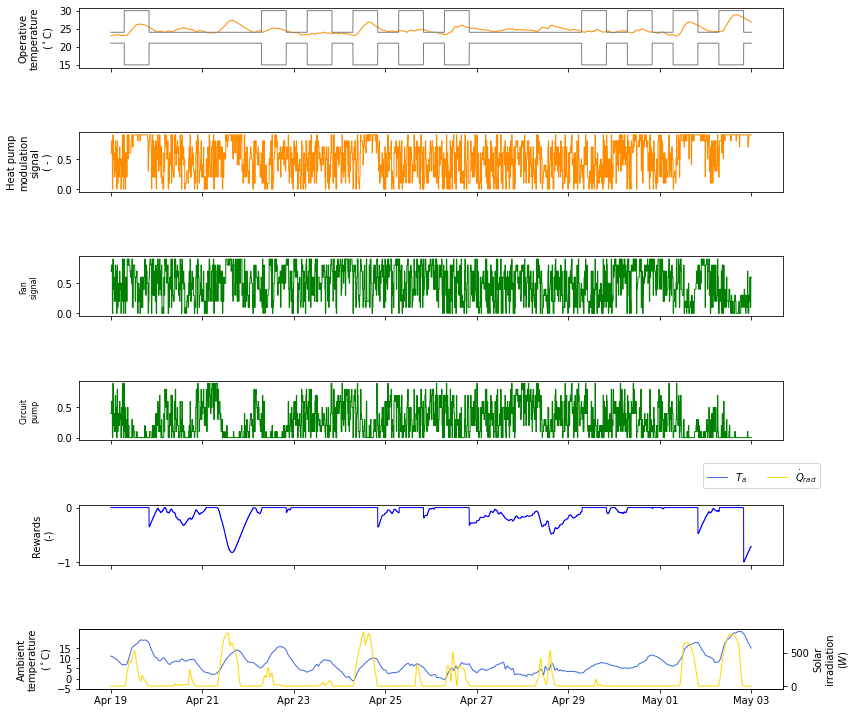 30
25
20
15
Operative
temperature
(°C)
0.5
0.0
Heat pump
modulation
signal
( - )
0.5
0.0
Fan
signal
0.5
0.0
Circuit
pump
T_a
Q̇_rad
0
−1
Rewards
(-)
15
10
5
0
−5
Ambient
temperature
(°C)
500
0
Solar
irradiation
(W)
Apr 19 Apr 21 Apr 23 Apr 25 Apr 27 Apr 29 May 01 May 03